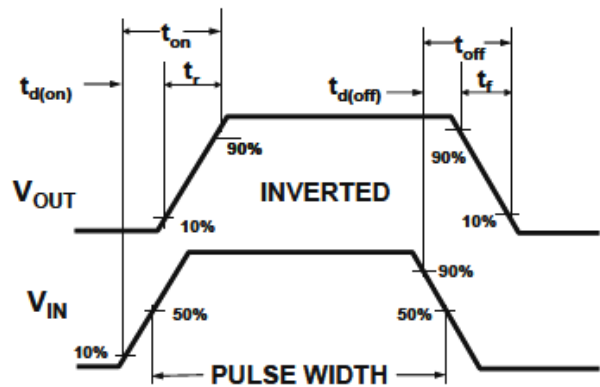 t_on
t_off
t_r
t_f
t_d(on)
t_d(off)
90%
90%
V_OUT
INVERTED
10%
10%
90%
V_IN
50%
50%
10%
PULSE WIDTH